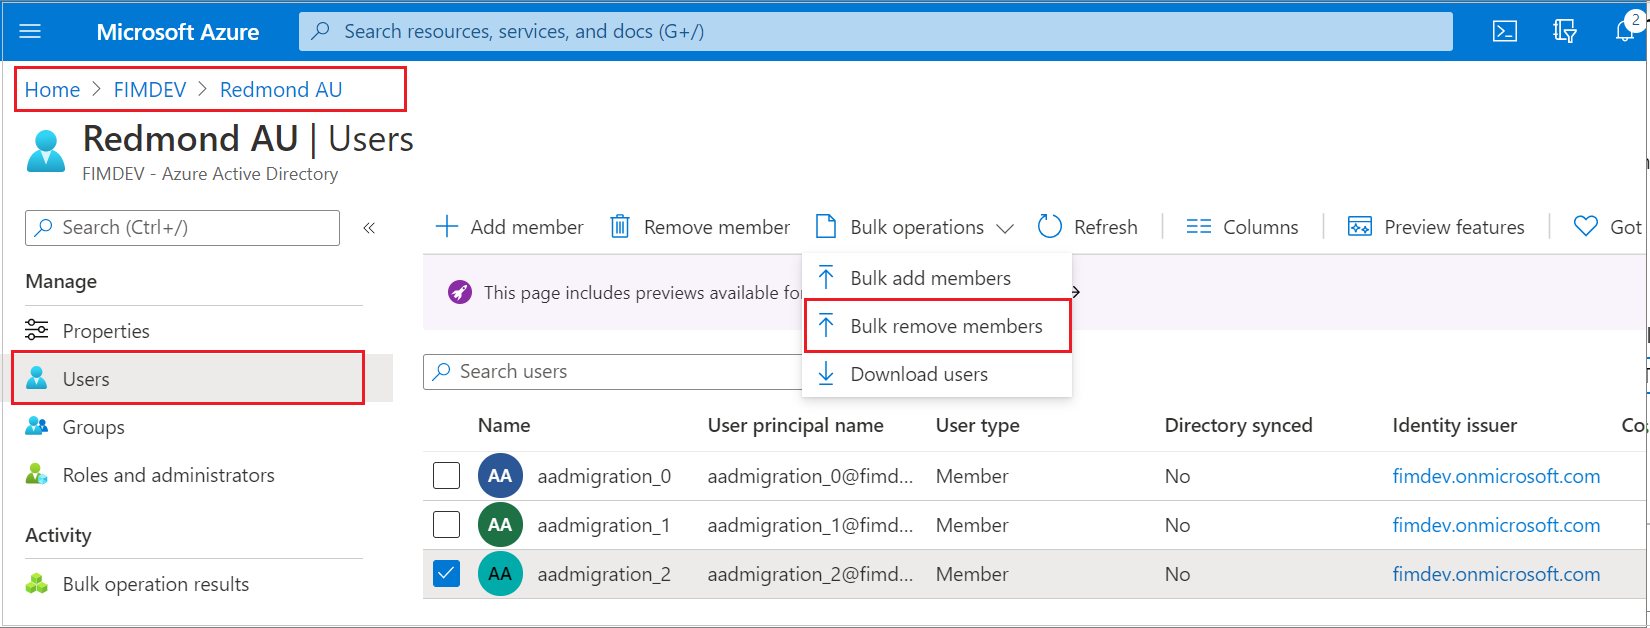 Microsoft Azure
Search resources, services, and docs (G+/)
2
Home > FIMDEV > Redmond AU
Redmond AU | Users
FIMDEV - Azure Active Directory
Search (Ctrl+/)
«
Add member
Remove member
Bulk operations
Refresh
Columns
Preview features
Got
Bulk add members
Bulk remove members
Download users
This page includes previews available for
Manage
Properties
Users
Groups
Roles and administrators
Activity
Bulk operation results
Search users
Name User principal name User type Directory synced Identity issuer
AA aadmigration_0 aadmigration_0@fimd... Member No fimdev.onmicrosoft.com
AA aadmigration_1 aadmigration_1@fimd... Member No fimdev.onmicrosoft.com
AA aadmigration_2 aadmigration_2@fimd... Member No fimdev.onmicrosoft.com